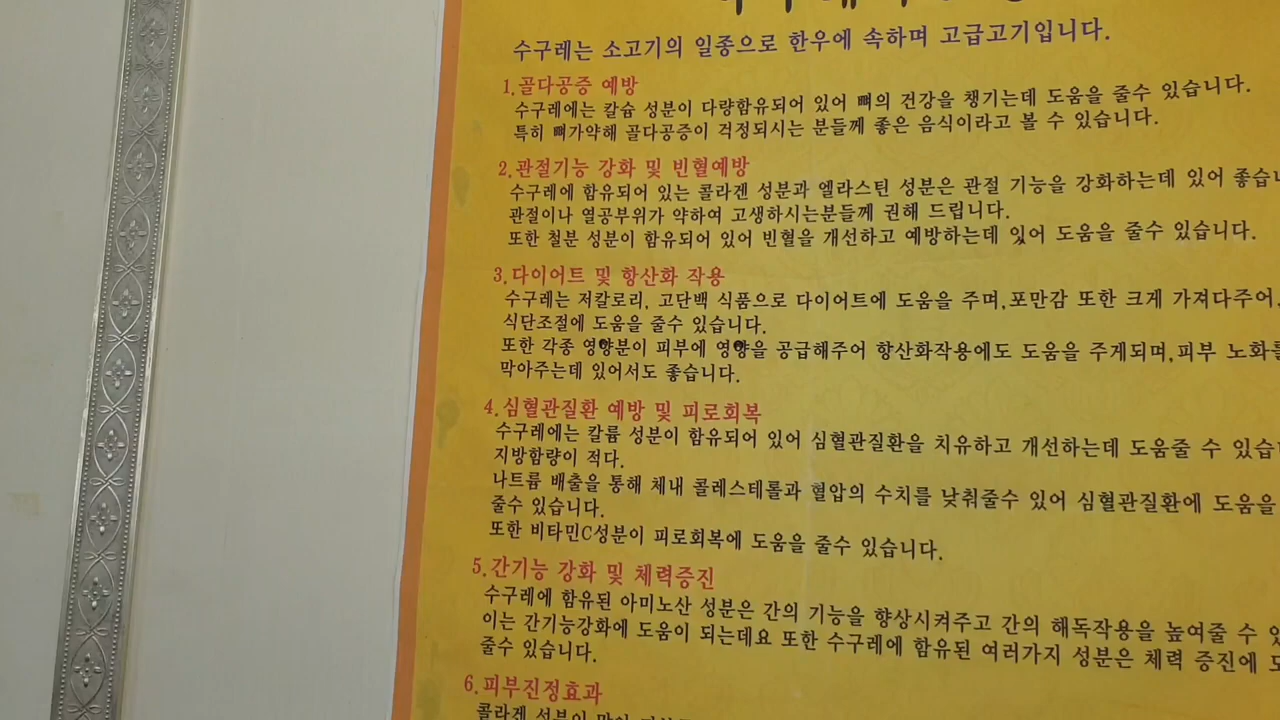 수구레는 소고기의 일종으로 한우에 속하며 고급고기입니다.
1.골다공증 예방
수구레에는 칼슘 성분이 다량함유되어 있어 뼈의 건강을 챙기는데 도움을 줄수 있습니다.
특히 뼈가약해 골다공증이 걱정되시는 분들께 좋은 음식이라고 볼 수 있습니다.
2.관절기능 강화 및 빈혈예방
수구레에 함유되어 있는 콜라겐 성분과 엘라스틴 성분은 관절 기능을 강화하는데 있어 좋습니
관절이나 열공부위가 약하여 고생하시는분들께 권해 드립니다.
또한 철분 성분이 함유되어 있어 빈혈을 개선하고 예방하는데 있어 도움을 줄수 있습니다.
3.다이어트 및 항산화 작용
수구레는 저칼로리, 고단백 식품으로 다이어트에 도움을 주며,포만감 또한 크게 가져다주어,
식단조절에 도움을 줄수 있습니다.
또한 각종 영양분이 피부에 영양을 공급해주어 항산화작용에도 도움을 주게되며,피부 노화를
막아주는데 있어서도 좋습니다.
4.심혈관질환 예방 및 피로회복
수구레에는 칼륨 성분이 함유되어 있어 심혈관질환을 치유하고 개선하는데 도움줄 수 있습
지방함량이 적다.
나트륨 배출을 통해 체내 콜레스테롤과 혈압의 수치를 낮춰줄수 있어 심혈관질환에 도움을
줄수 있습니다.
또한 비타민C성분이 피로회복에 도움을 줄수 있습니다.
5.간기능 강화 및 체력증진
수구레에 함유된 아미노산 성분은 간의 기능을 향상시켜주고 간의 해독작용을 높여줄 수
이는 간기능강화에 도움이 되는데요 또한 수구레에 함유된 여러가지 성분은 체력 증진에
줄수 있습니다.
6.피부진정효과
콜라겐 성분이 많아